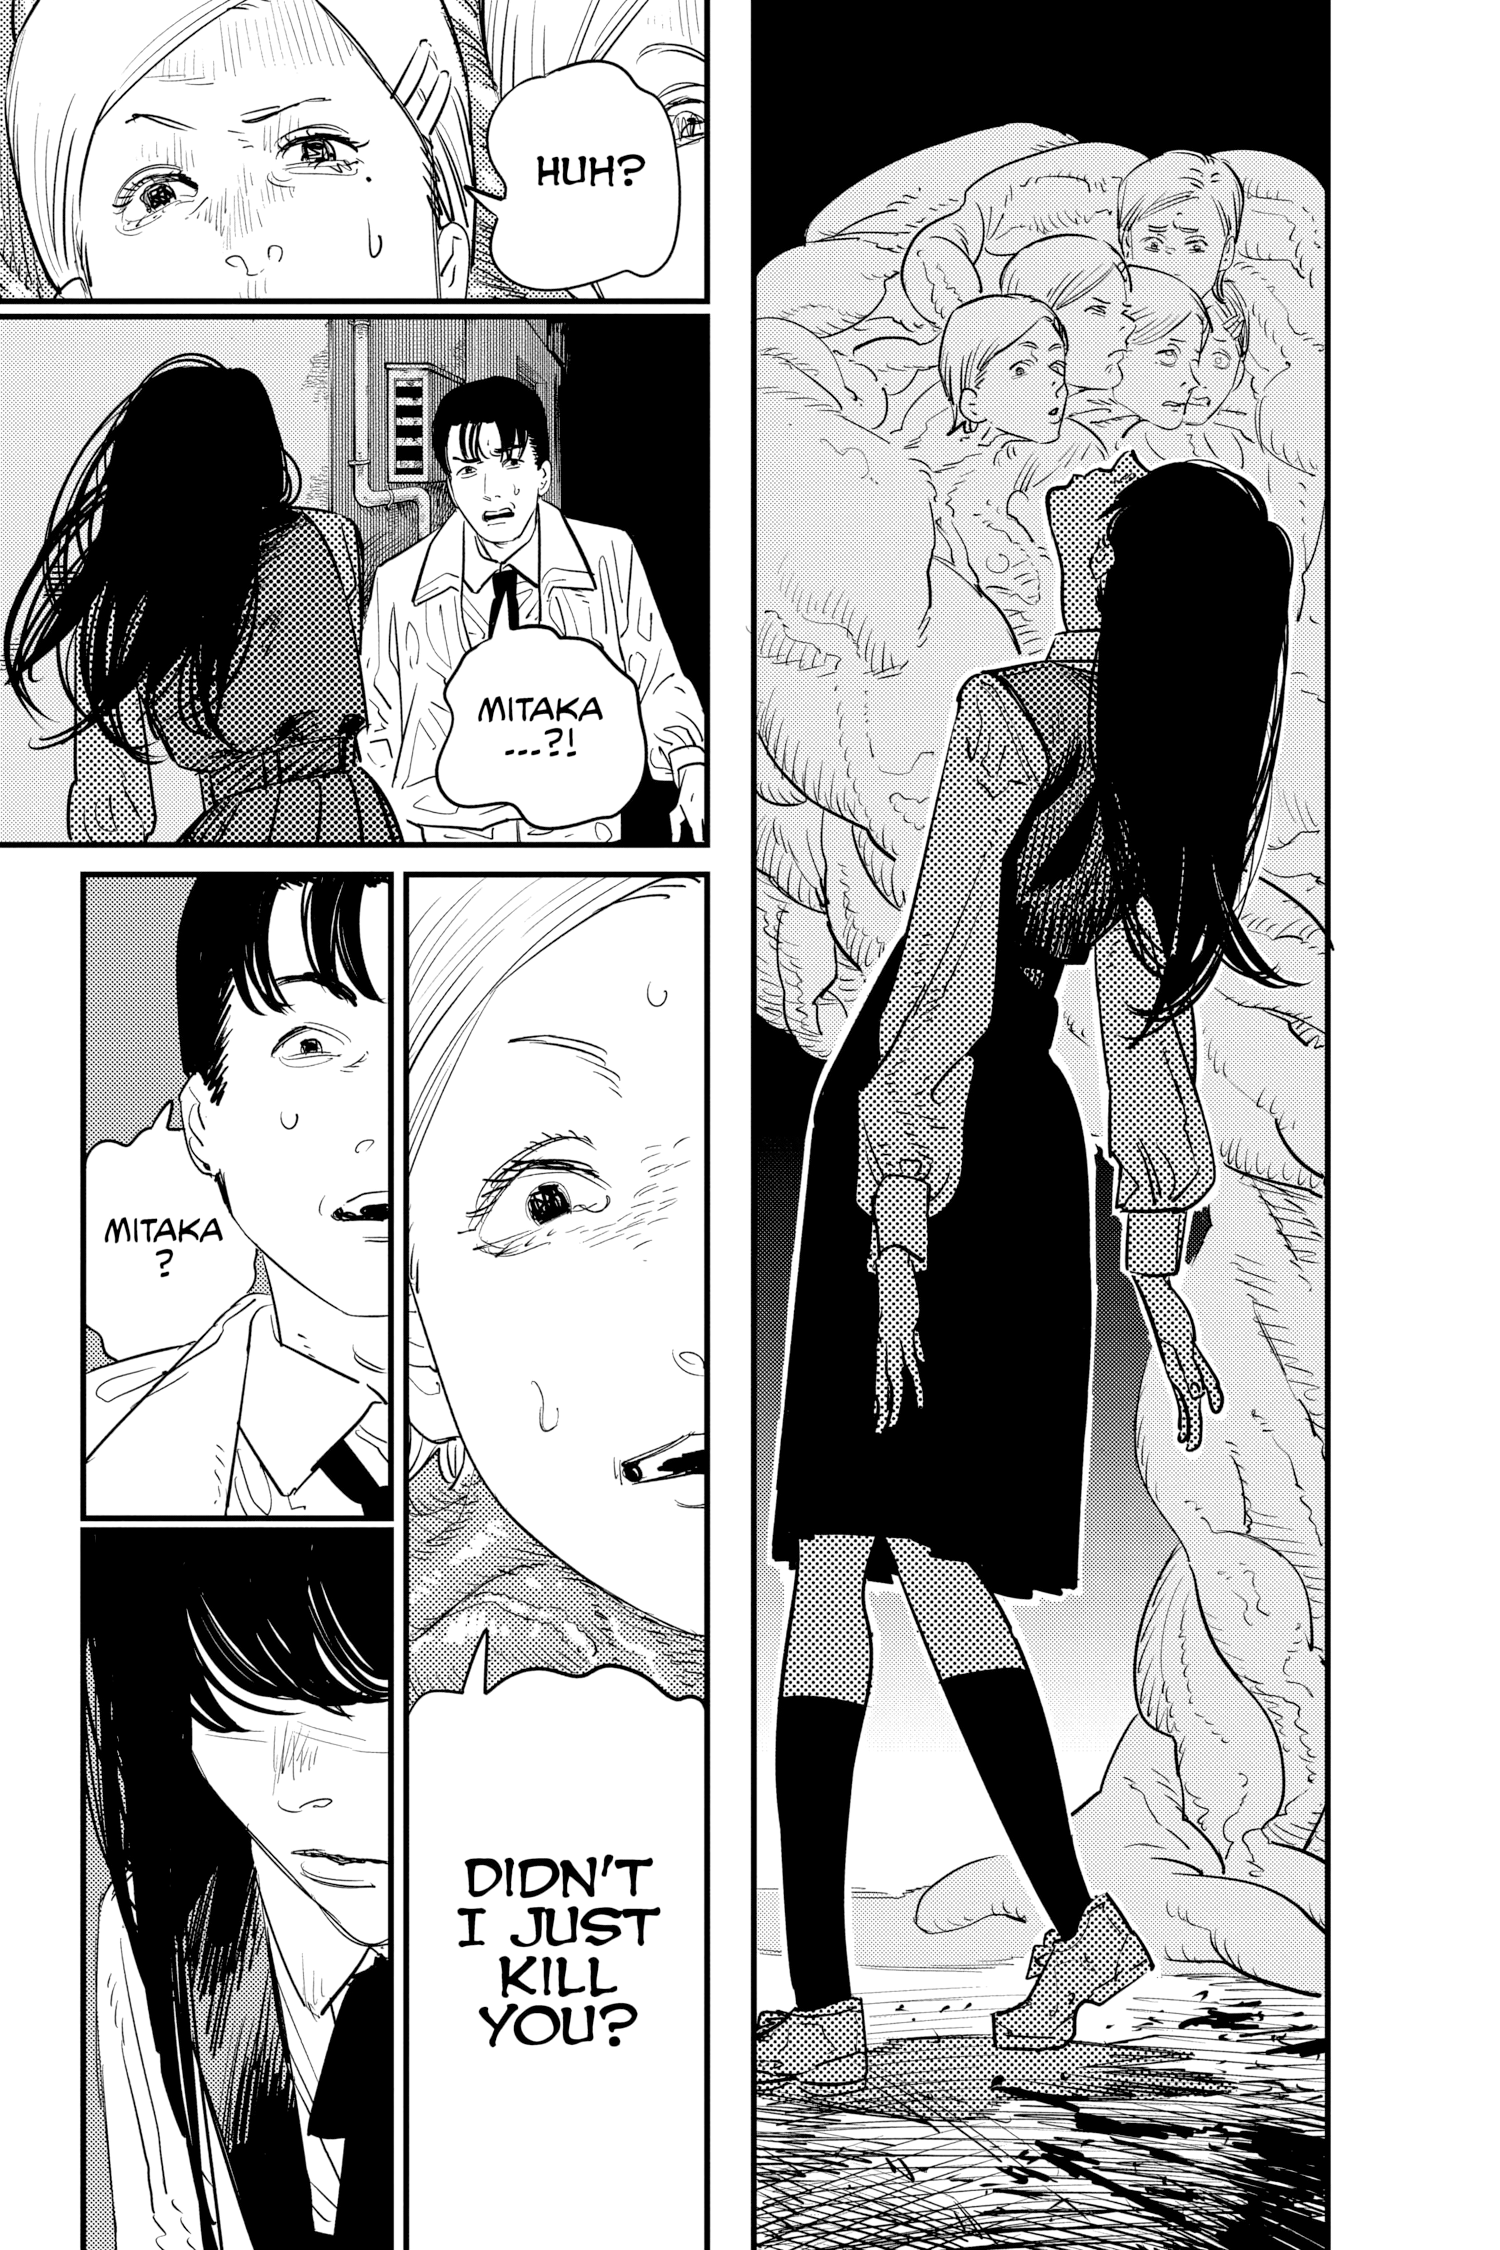 HUH?
MITAKA
...?!
DIDN'T
I JUST
KILL
YOU?
MITAKA
?